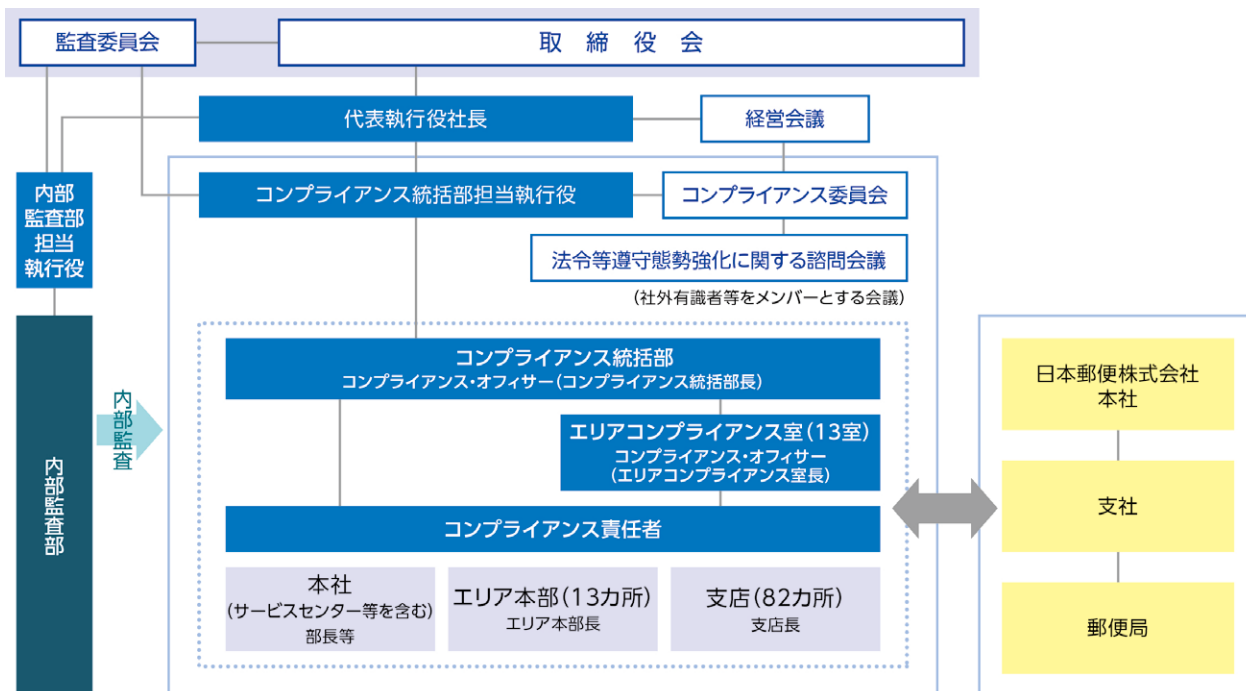 監査委員会
取締役会
代表執行役社長
経営会議
内部
監査部
担当
執行役
コンプライアンス統括部担当執行役
コンプライアンス委員会
法令等遵守態勢強化に関する諮問会議
(社外有識者等をメンバーとする会議)
内部監査部
内部監査
コンプライアンス統括部
コンプライアンス・オフィサー(コンプライアンス統括部長)
エリアコンプライアンス室(13室)
コンプライアンス・オフィサー
(エリアコンプライアンス室長)
コンプライアンス責任者
本社
(サービスセンター等を含む)
部長等
エリア本部(13カ所)
エリア本部長
支店(82カ所)
支店長
日本郵便株式会社
本社
支社
郵便局